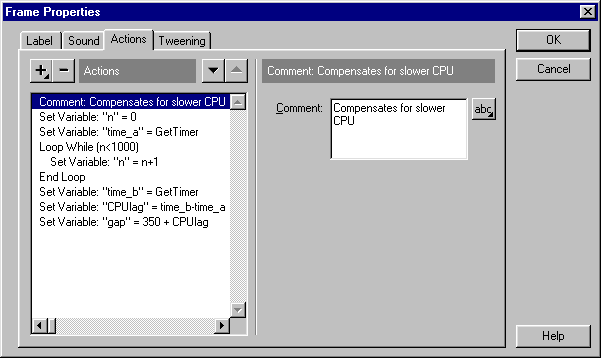 Frame Properties
Label Sound Actions Tweening
OK
Cancel
Actions
Comment: Compensates for slower CPU
Comment: Compensates for slower CPU
Set Variable: "n" = 0
Set Variable: "time_a" = GetTimer
Loop While (n<1000)
Set Variable: "n" = n+1
End Loop
Set Variable: "time_b" = GetTimer
Set Variable: "CPUlag" = time_b-time_a
Set Variable: "gap" = 350 + CPUlag
Comment:
Compensates for slower
CPU
abc
Help